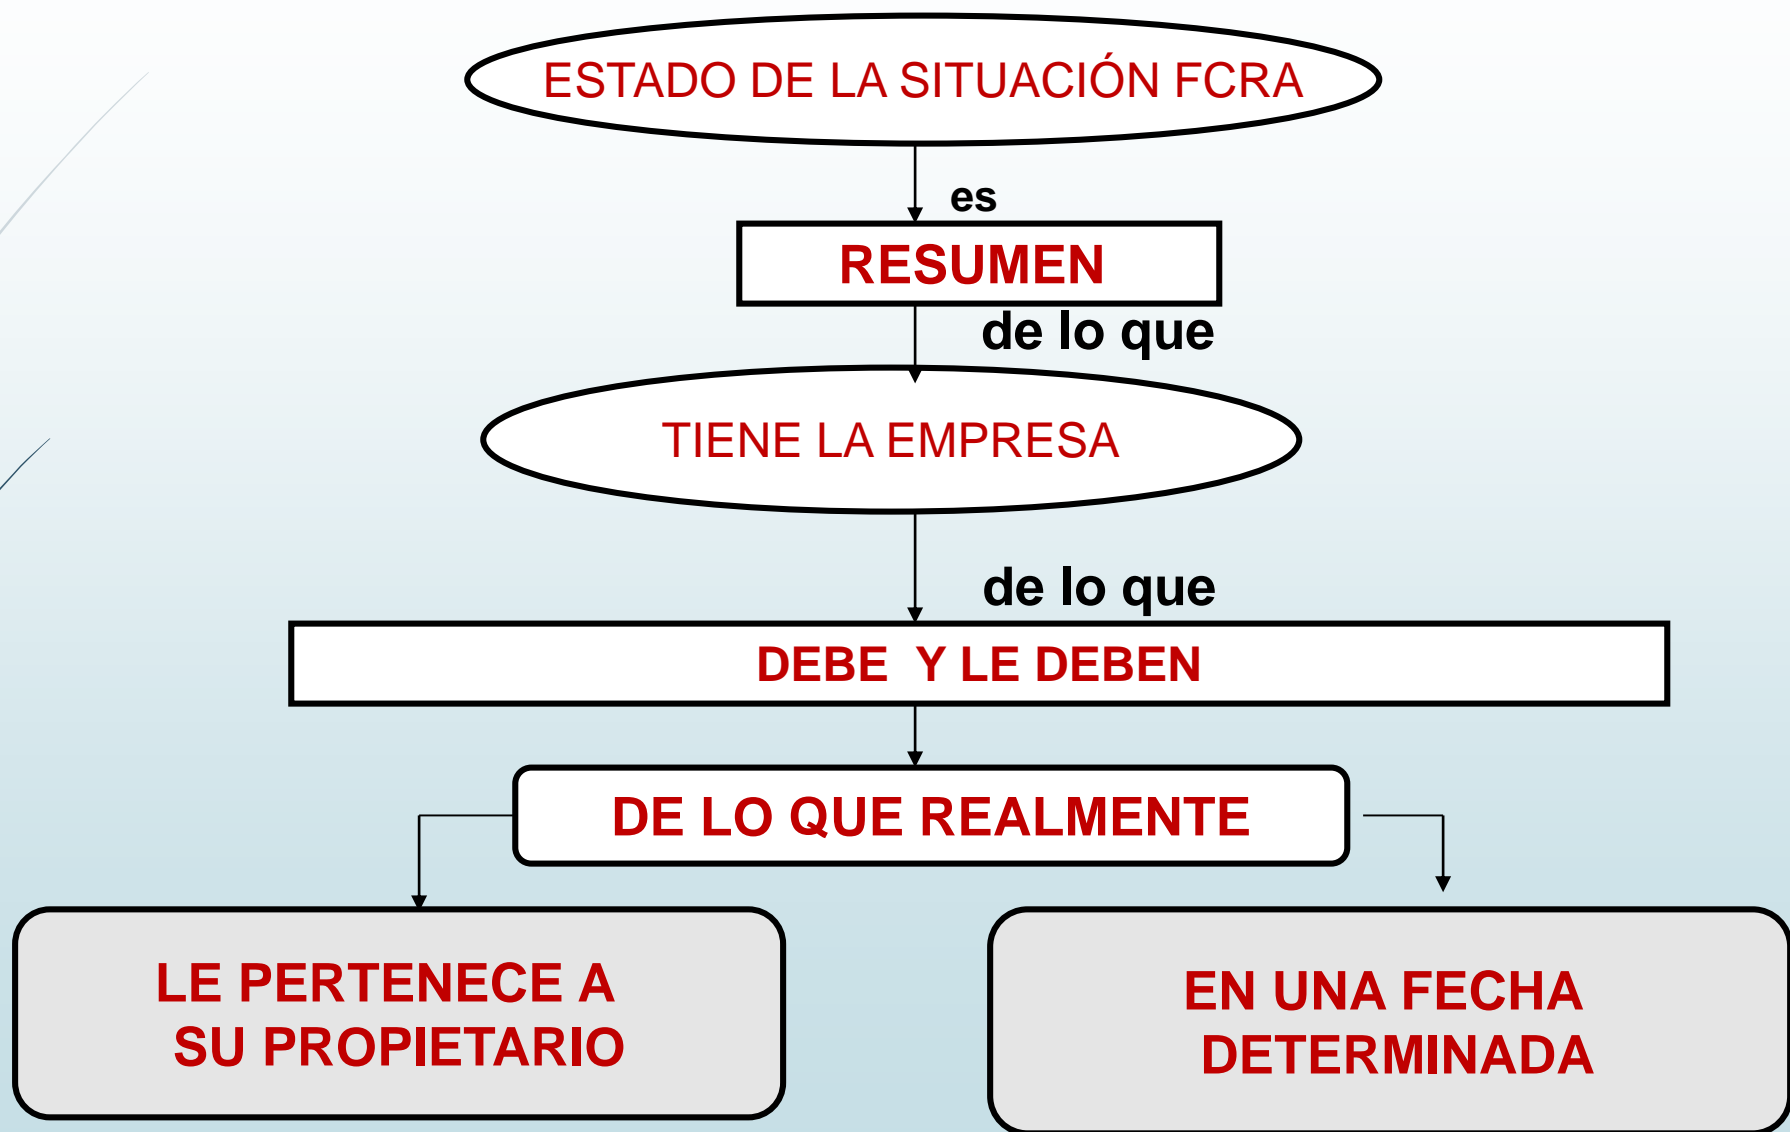 ESTADO DE LA SITUACIÓN FCRA
es
RESUMEN
de lo que
TIENE LA EMPRESA
de lo que
DEBE  Y LE DEBEN
DE LO QUE REALMENTE
LE PERTENECE A
SU PROPIETARIO
EN UNA FECHA
DETERMINADA